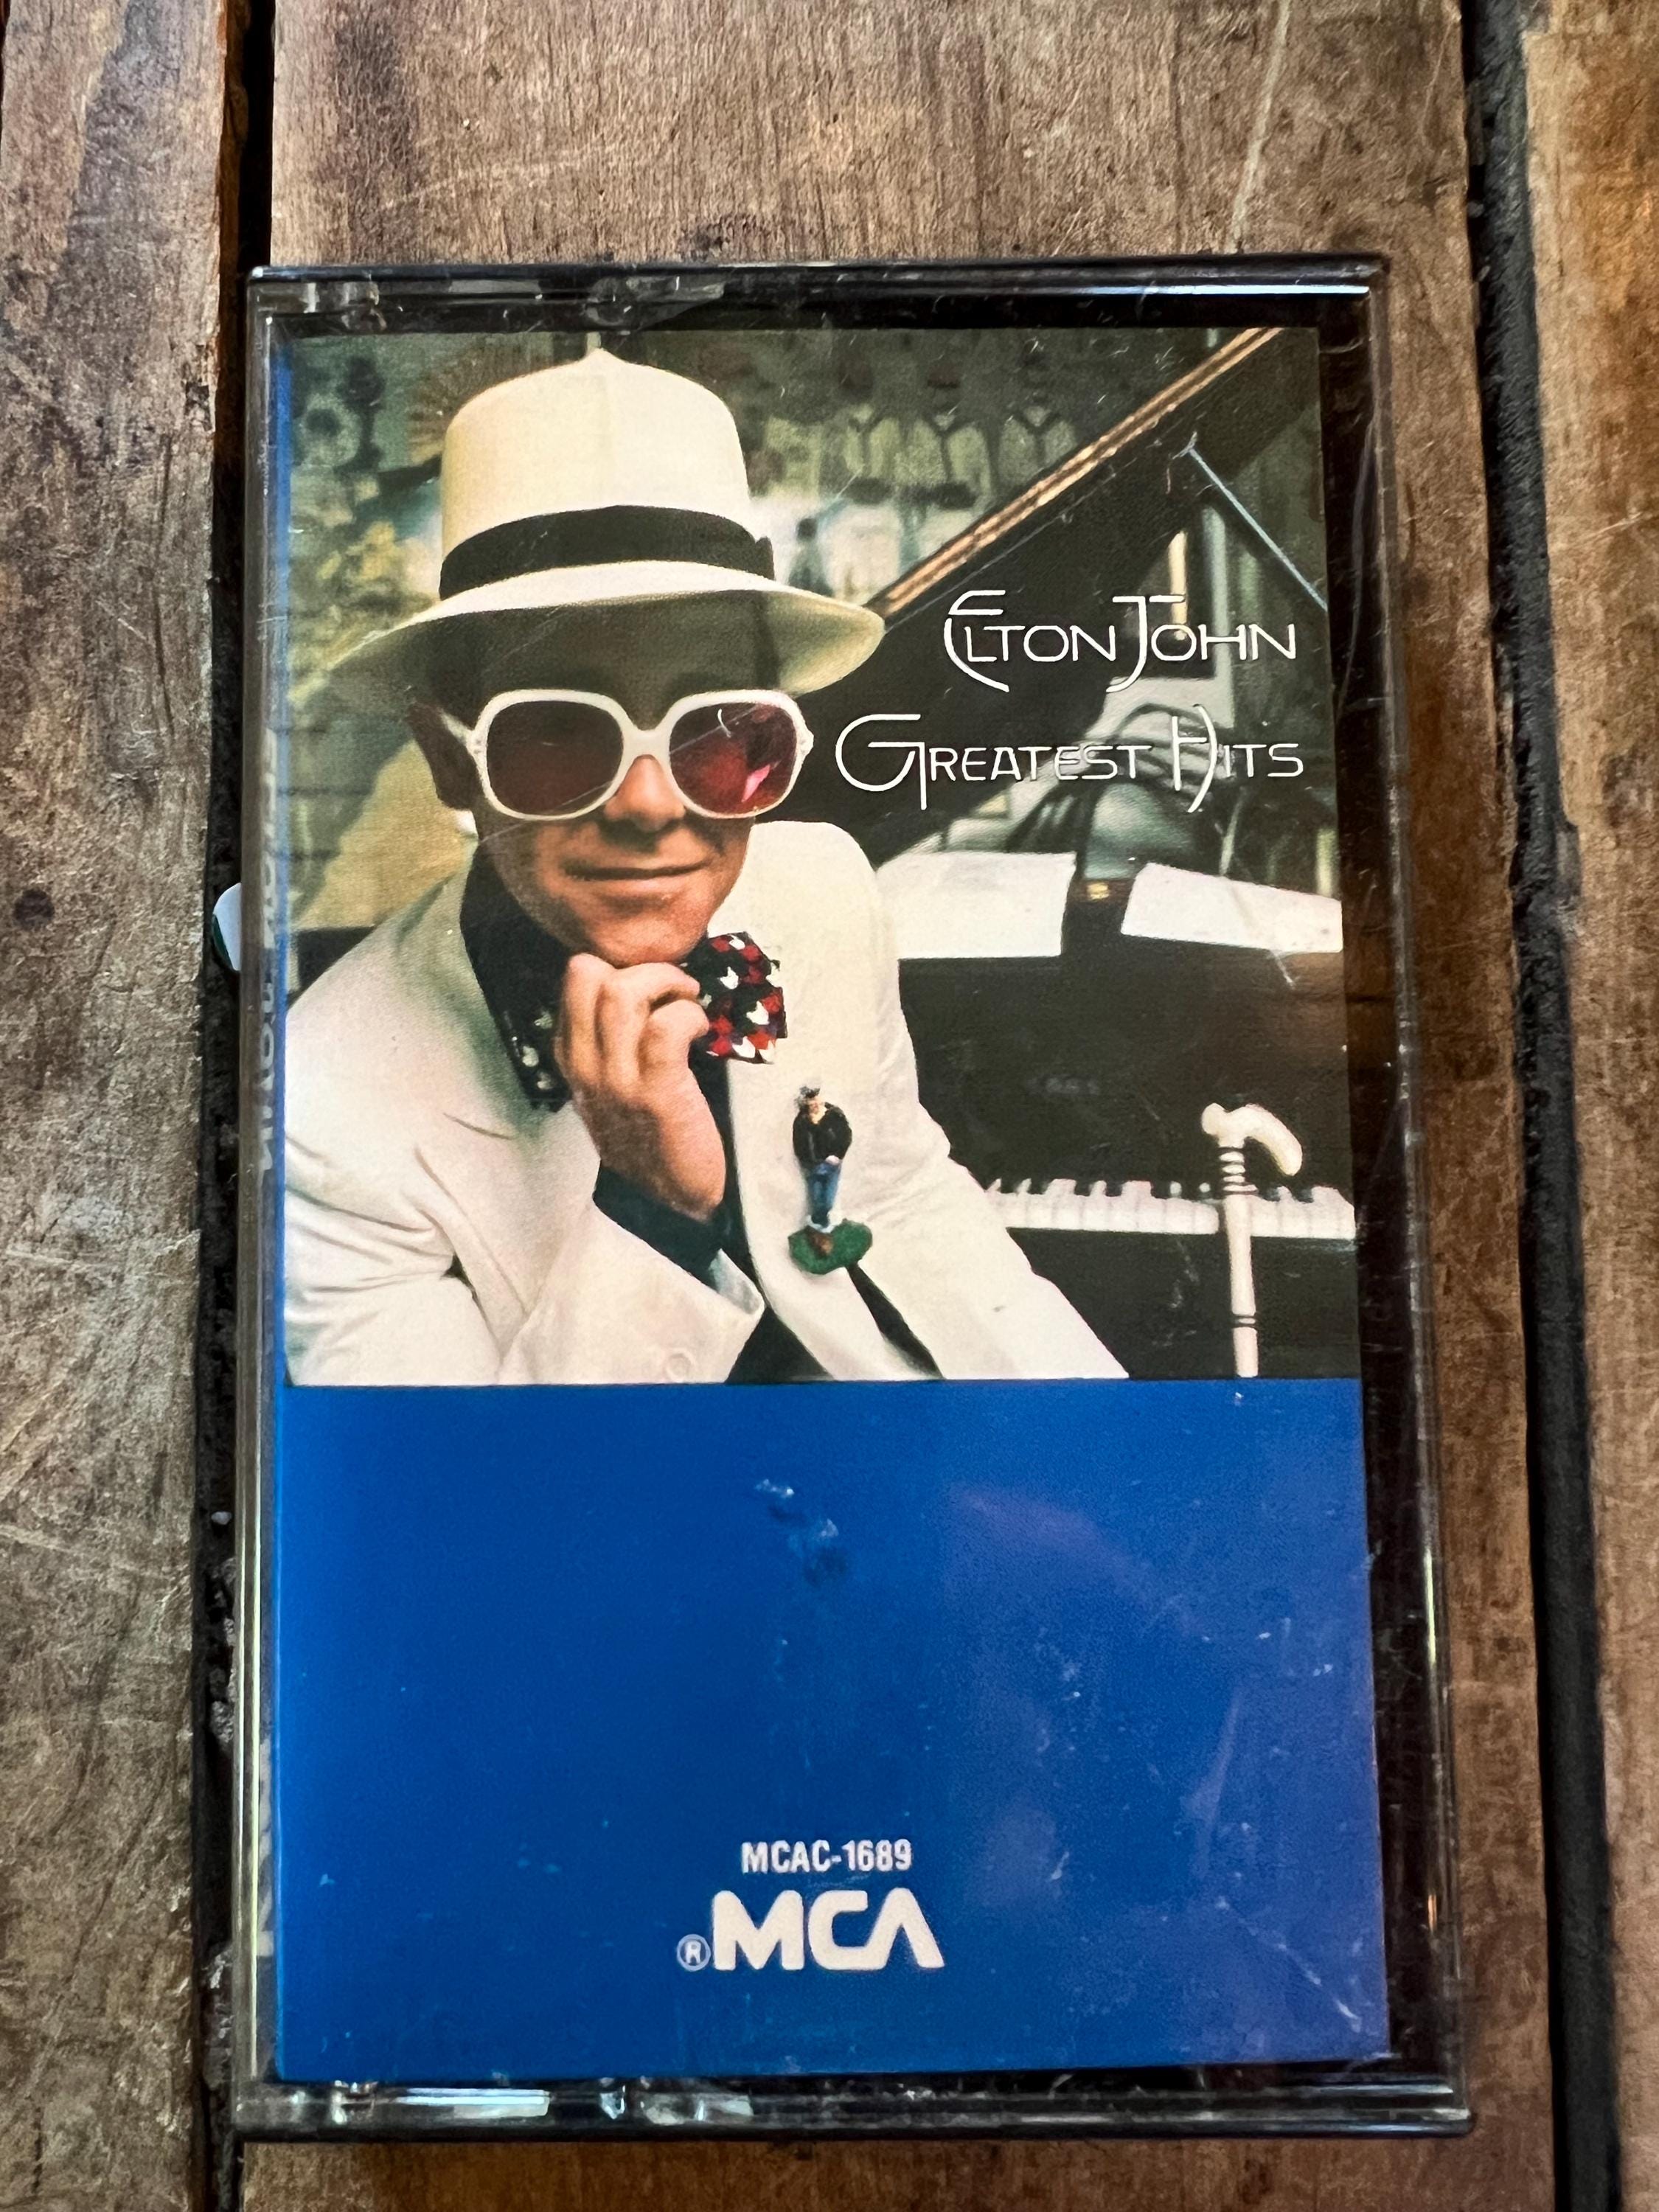 ELTON JOHN
GREATEST HITS
MCAC-1689
®MCA